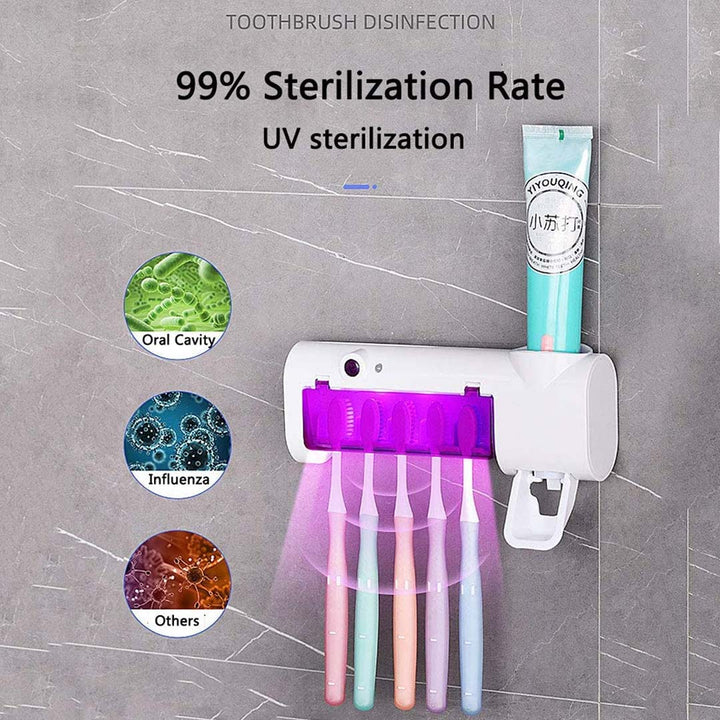 TOOTHBRUSH DISINFECTION
99% Sterilization Rate
UV sterilization
YIYOUQING
小苏打
Oral Cavity
Influenza
Others